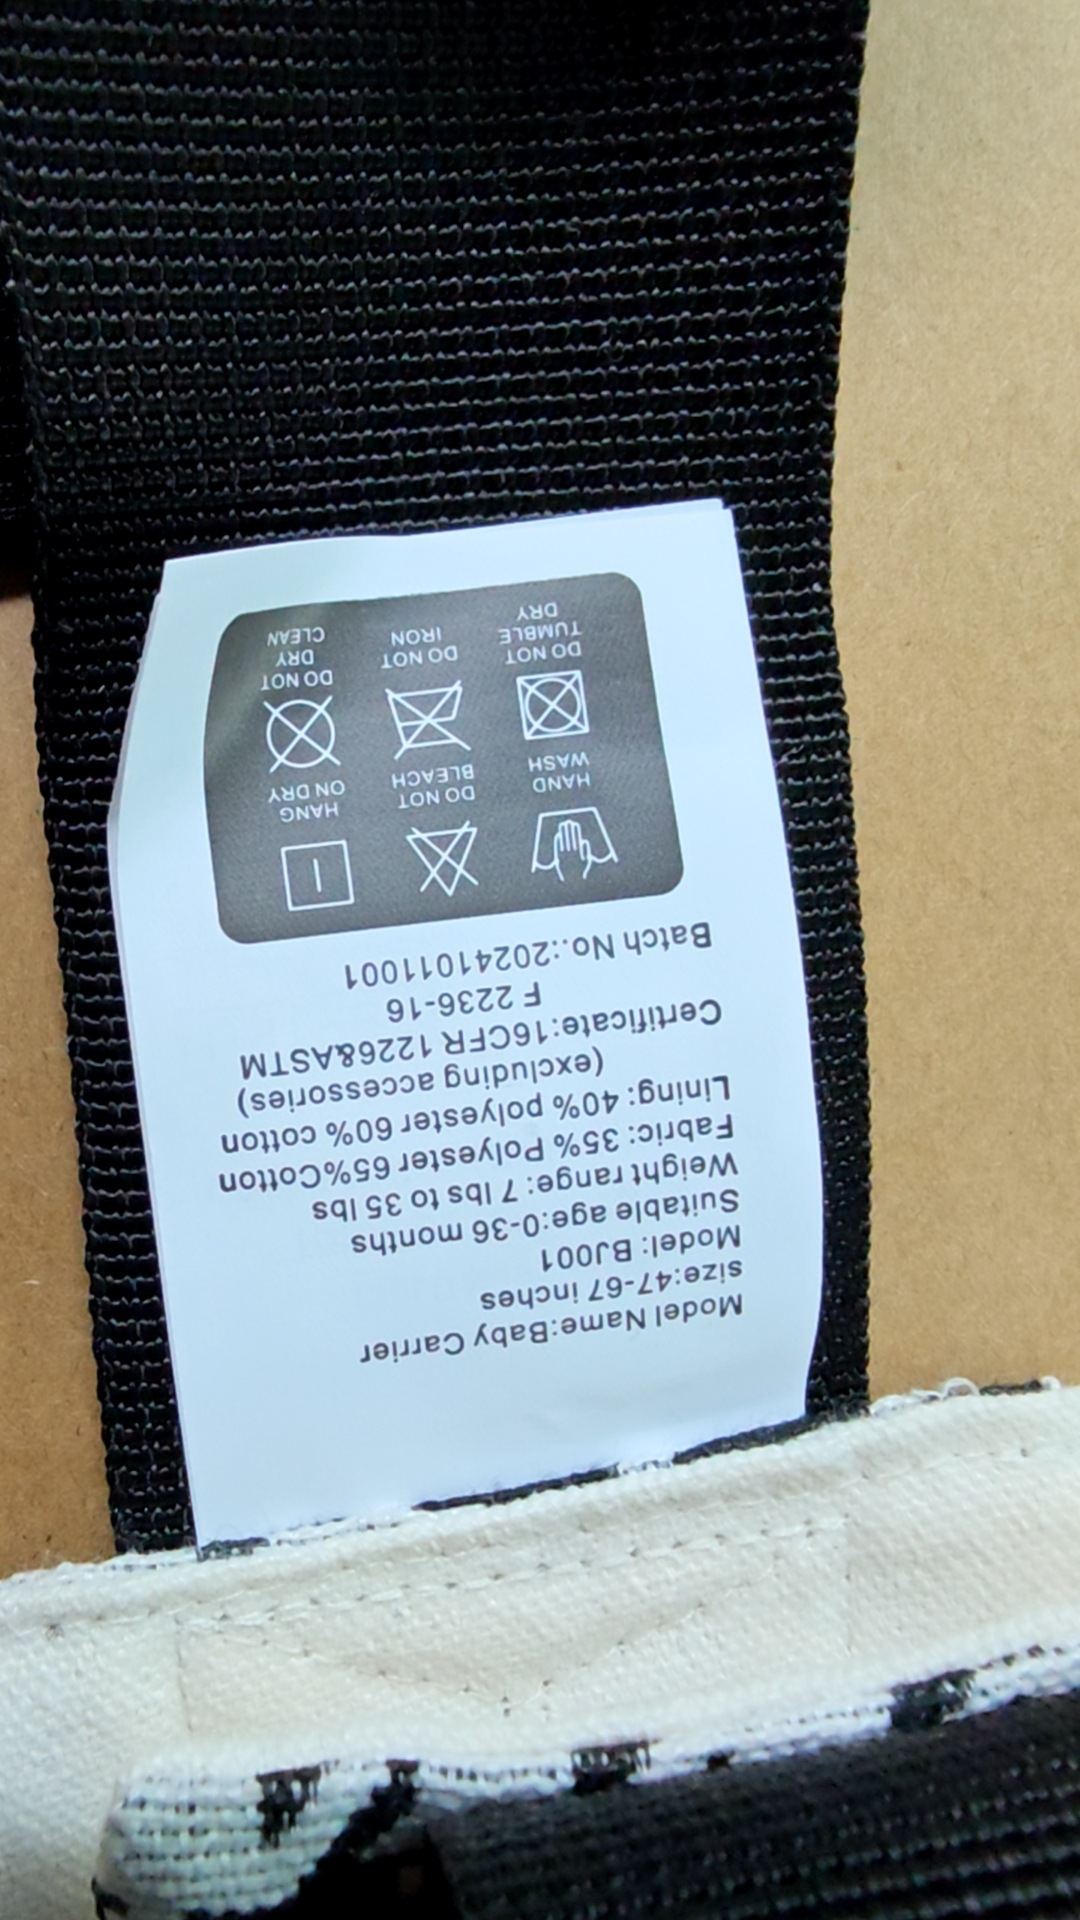 Model Name:Baby Carrier
size:47-67 inches
Model: BJ001
Suitable age:0-36 months
Weight range: 7 lbs to 35 lbs
Fabric: 35% Polyester 65%Cotton
Lining: 40% polyester 60% cotton
(excluding accessories)
Certificate:16CFR 1226&ASTM
F 2236-16
Batch No.:20241011001
HAND
WASH
DO NOT
BLEACH
HANG
ON DRY
DO NOT
TUMBLE
DRY
DO NOT
IRON
DO NOT
DRY
CLEAN